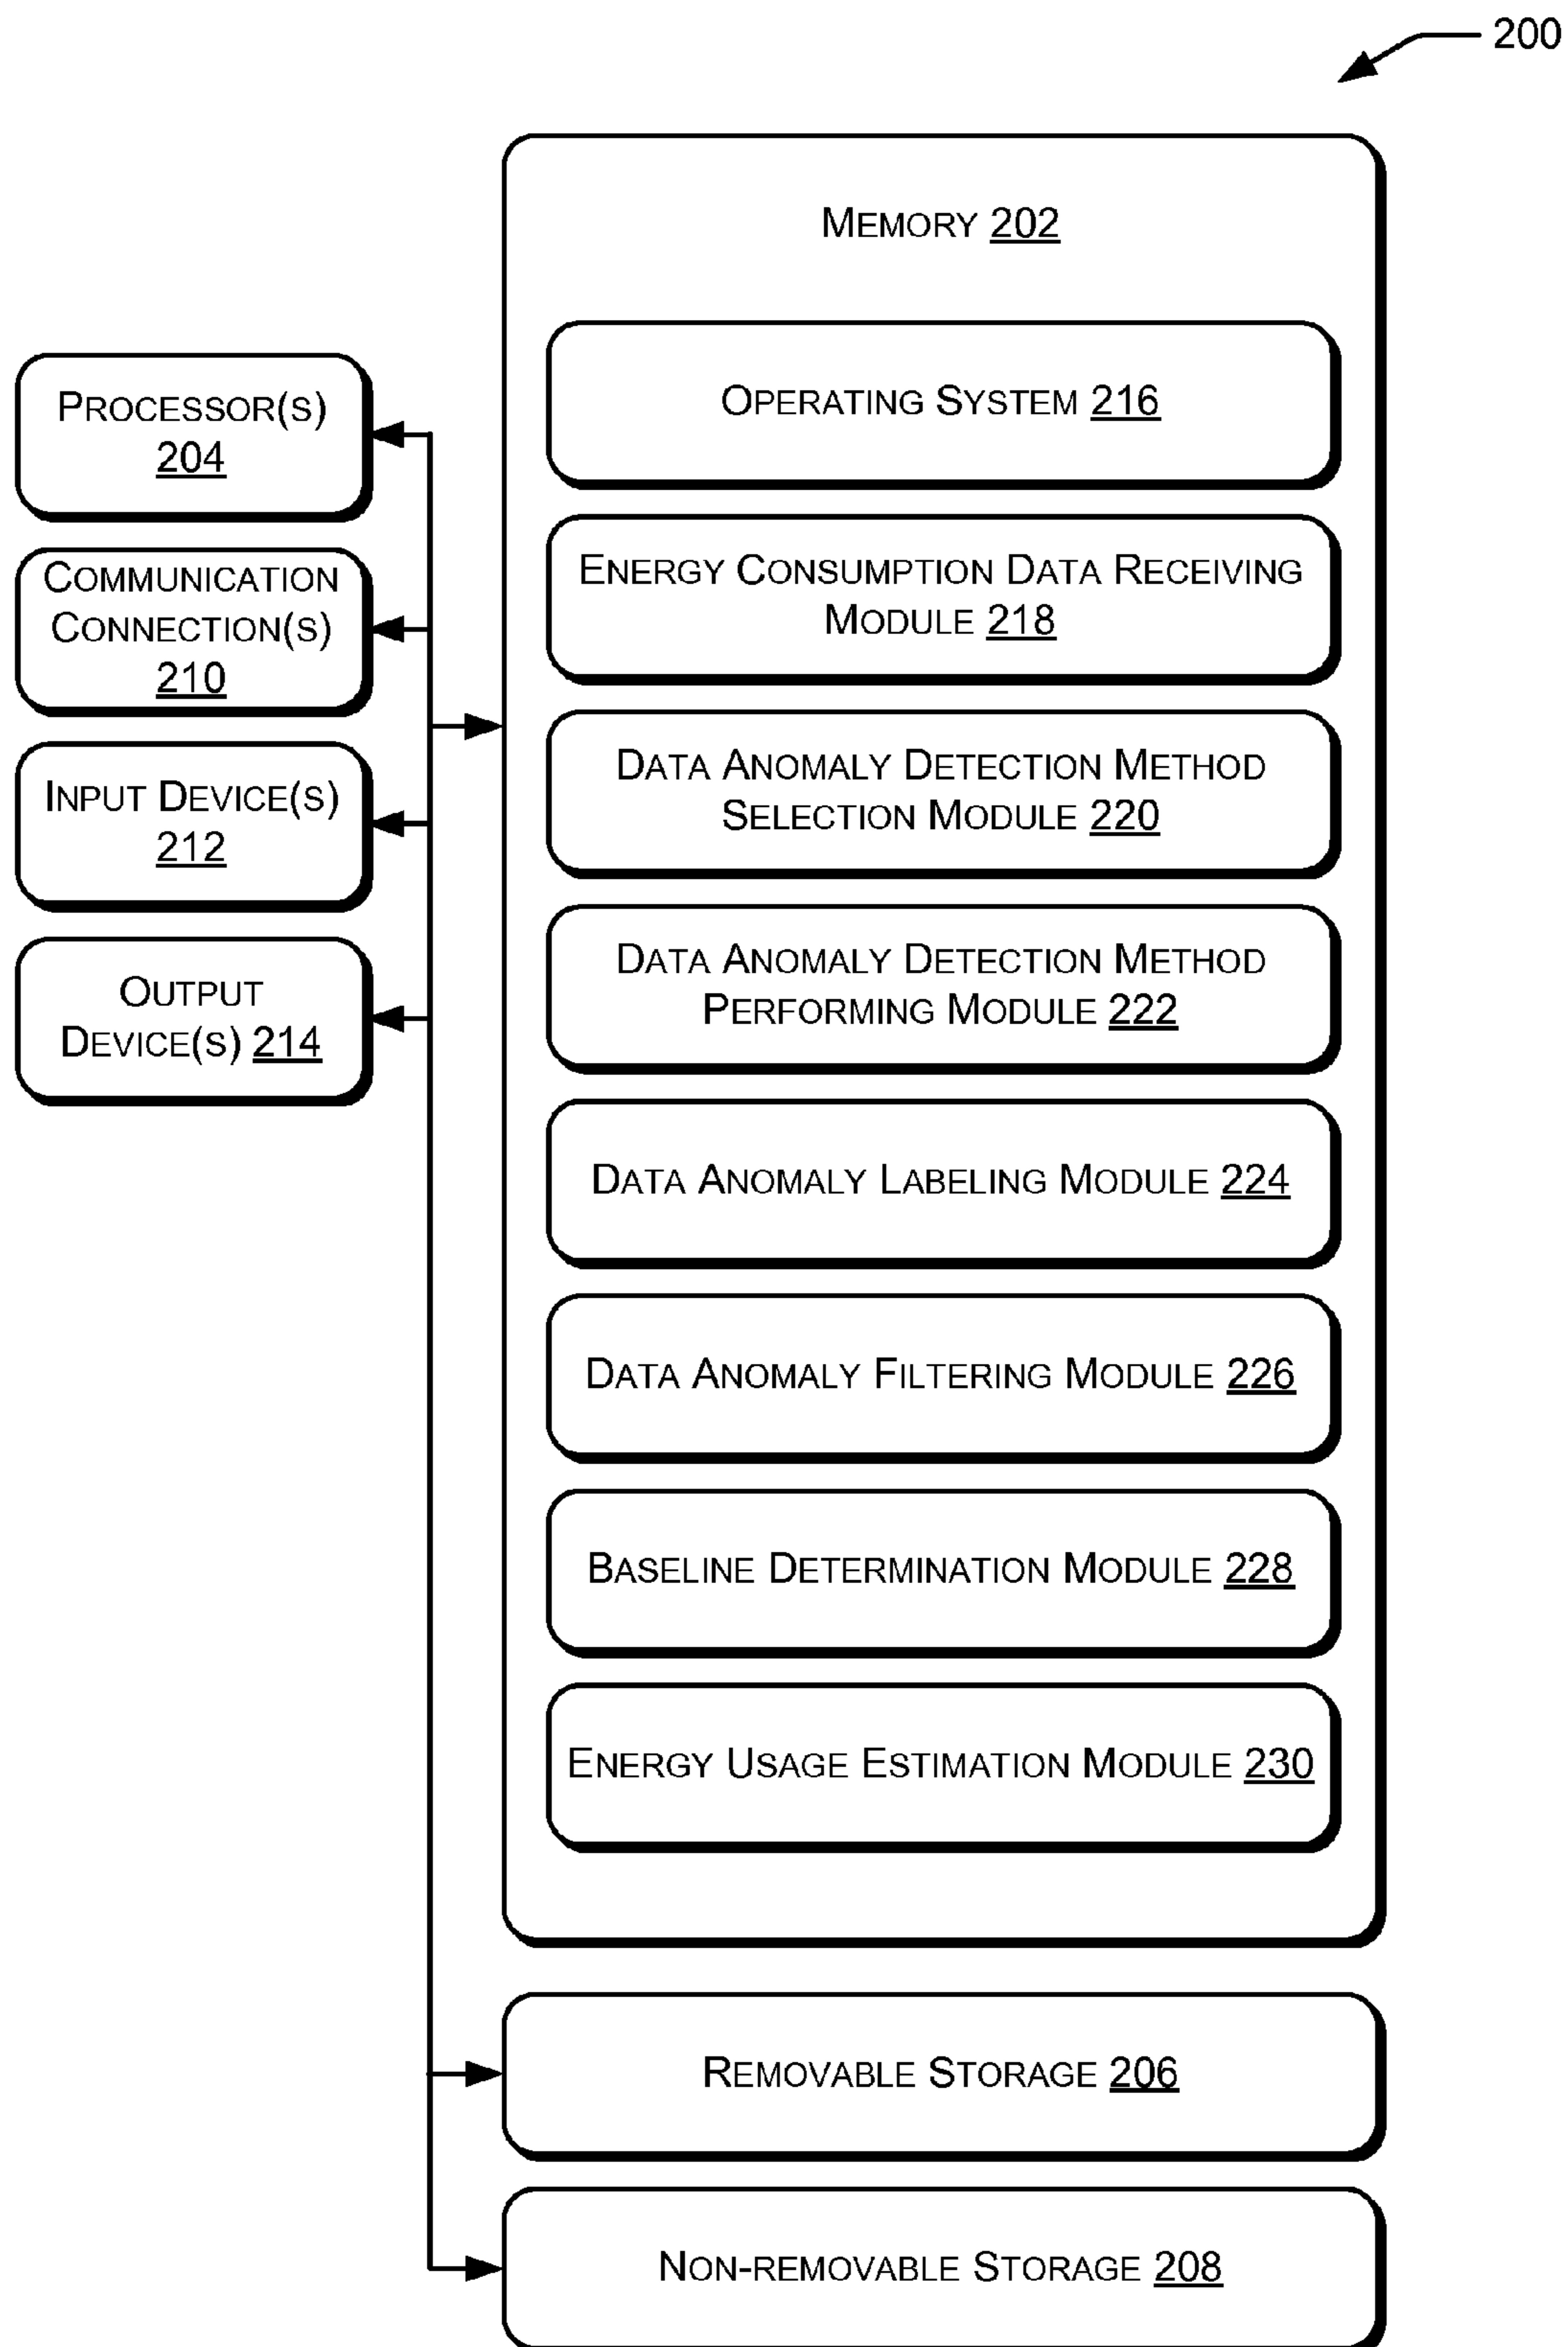 200
MEMORY 202
OPERATING SYSTEM 216
ENERGY CONSUMPTION DATA RECEIVING
MODULE 218
DATA ANOMALY DETECTION METHOD
SELECTION MODULE 220
DATA ANOMALY DETECTION METHOD
PERFORMING MODULE 222
DATA ANOMALY LABELING MODULE 224
DATA ANOMALY FILTERING MODULE 226
BASELINE DETERMINATION MODULE 228
ENERGY USAGE ESTIMATION MODULE 230
PROCESSOR(S)
204
COMMUNICATION
CONNECTION(S)
210
INPUT DEVICE(S)
212
OUTPUT
DEVICE(S) 214
REMOVABLE STORAGE 206
NON-REMOVABLE STORAGE 208